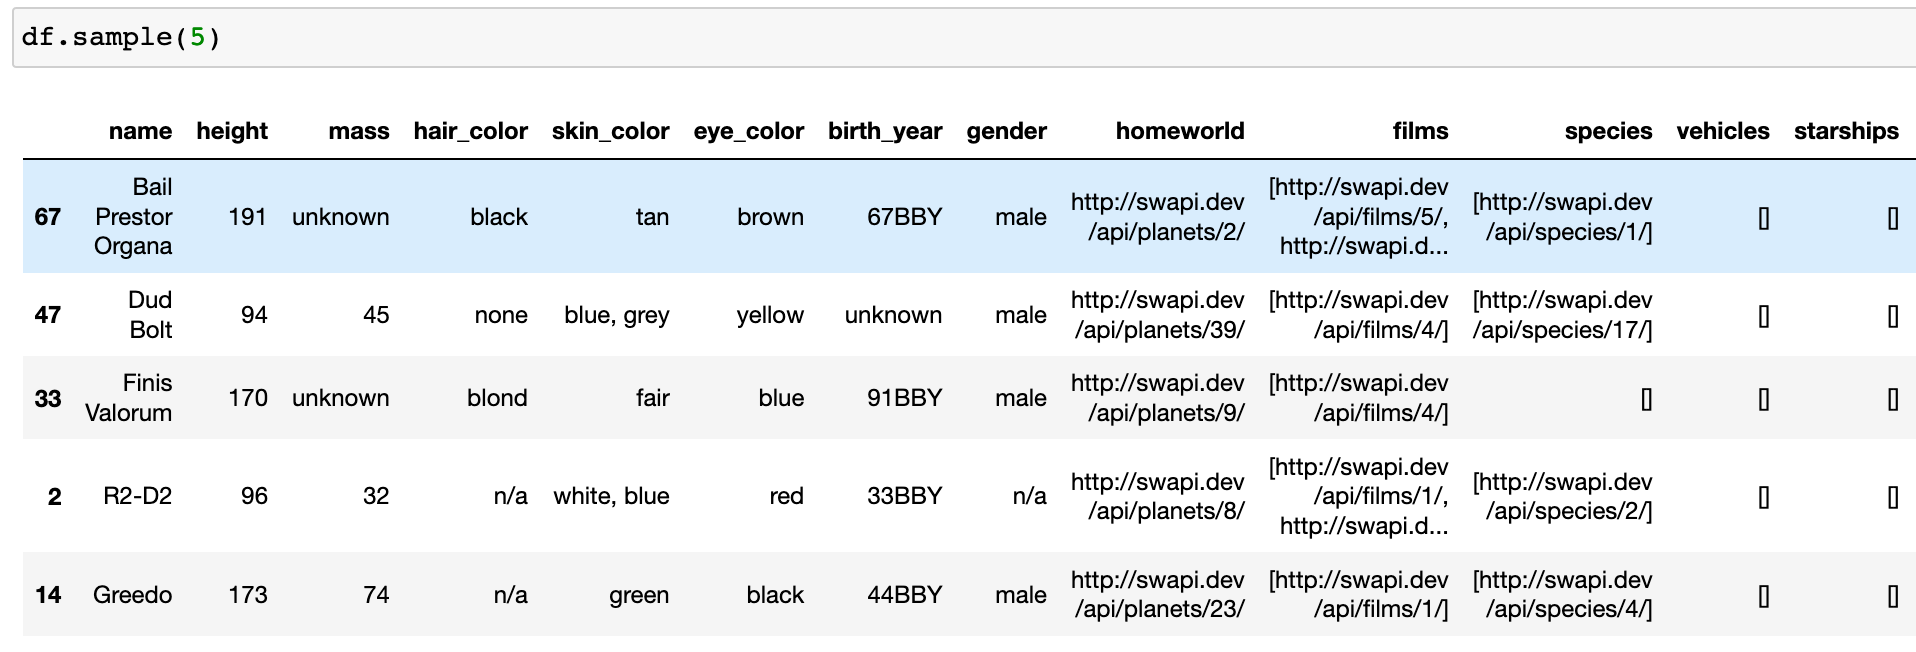 df.sample(5)
name height mass hair_color skin_color eye_color birth_year gender homeworld films species vehicles starships
67 Bail Prestor Organa 191 unknown black tan brown 67BBY male http://swapi.dev/api/planets/2/ [http://swapi.dev/api/films/5/, http://swapi.d... [http://swapi.dev/api/species/1/] [] []
47 Dud Bolt 94 45 none blue, grey yellow unknown male http://swapi.dev/api/planets/39/ [http://swapi.dev/api/films/4/] [http://swapi.dev/api/species/17/] [] []
33 Finis Valorum 170 unknown blond fair blue 91BBY male http://swapi.dev/api/planets/9/ [http://swapi.dev/api/films/4/] [] [] []
2 R2-D2 96 32 n/a white, blue red 33BBY n/a http://swapi.dev/api/planets/8/ [http://swapi.dev/api/films/1/, http://swapi.d... [http://swapi.dev/api/species/2/] [] []
14 Greedo 173 74 n/a green black 44BBY male http://swapi.dev/api/planets/23/ [http://swapi.dev/api/films/1/] [http://swapi.dev/api/species/4/] [] []